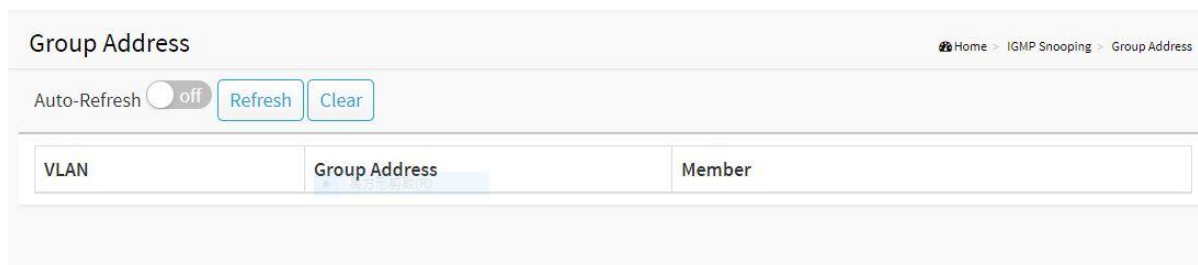 Group Address
Home > IGMP Snooping > Group Address
Auto-Refresh off Refresh Clear
VLAN Group Address Member